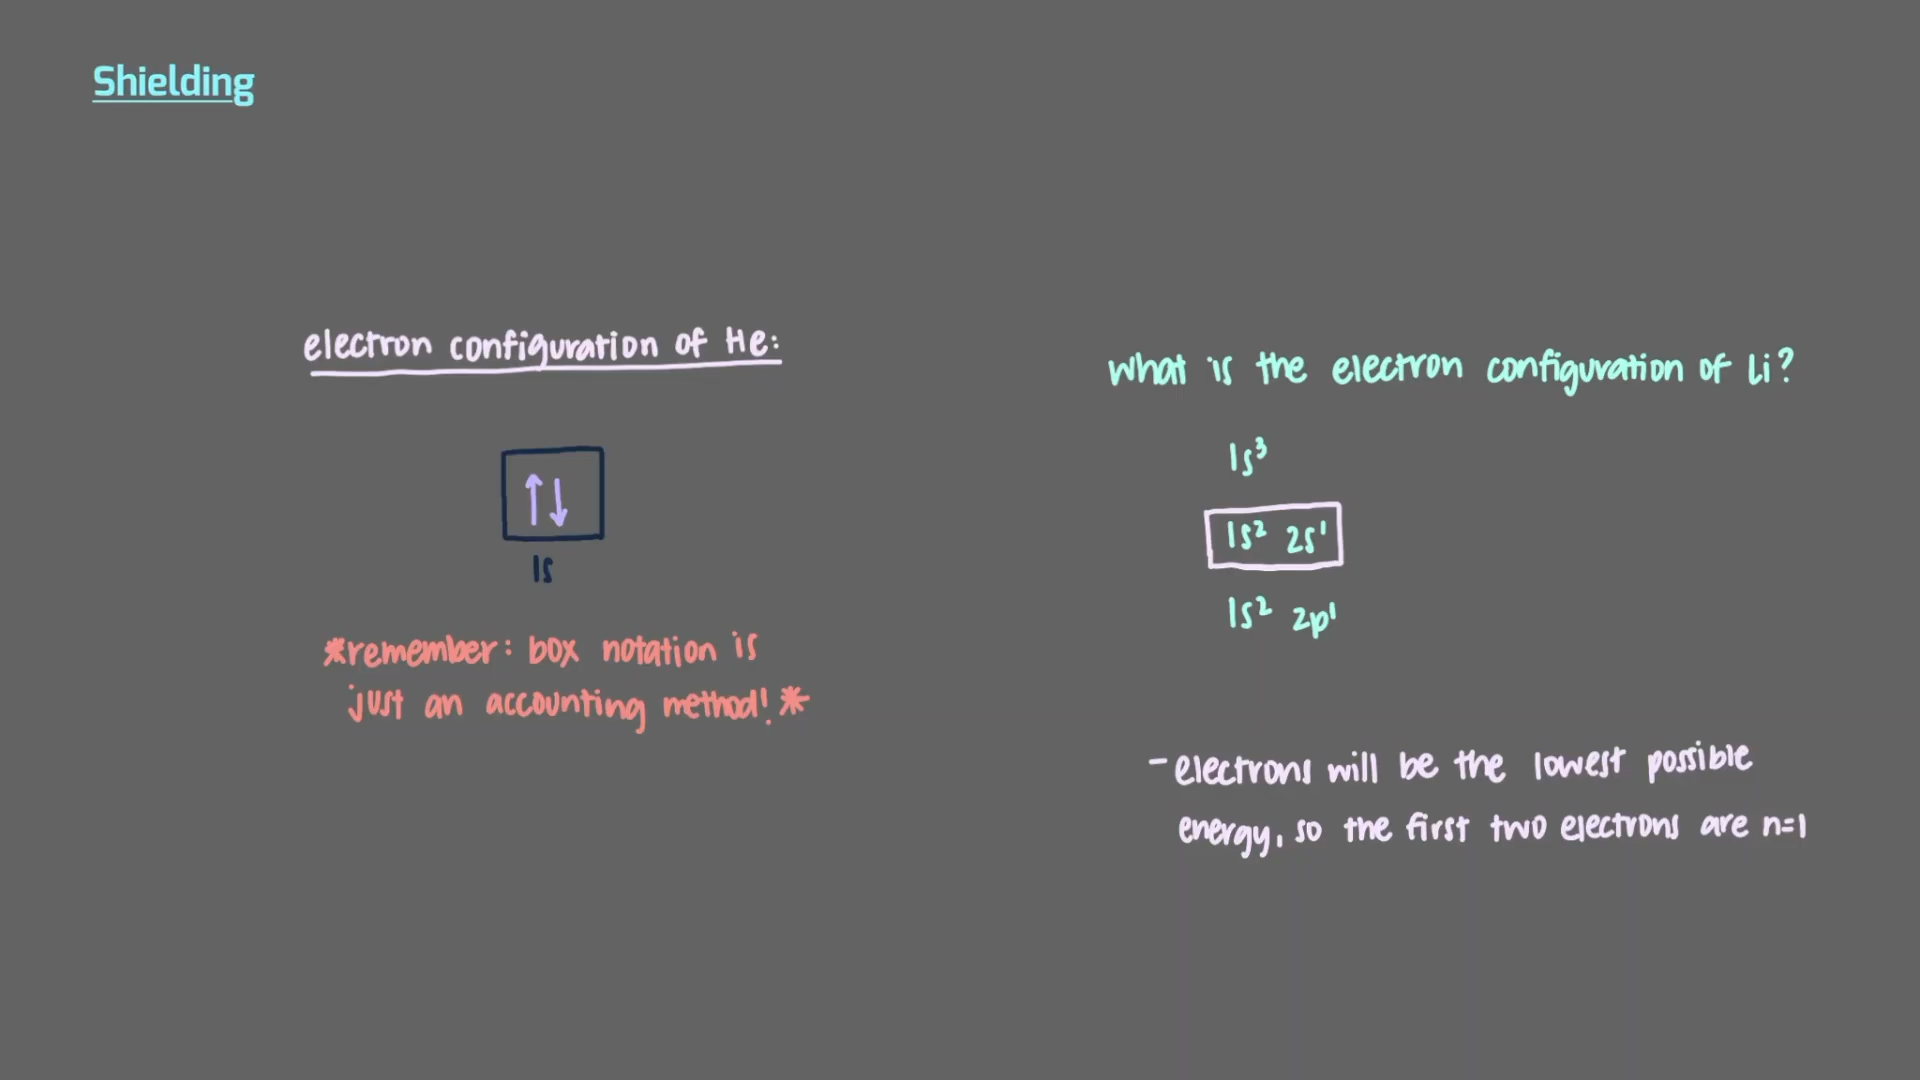 Shielding
electron configuration of He:
↑↓
1s
*remember: box notation is
just an accounting method! *
what is the electron configuration of Li?
1s³
1s² 2s¹
1s² 2p¹
- electrons will be the lowest possible
energy, so the first two electrons are n=1